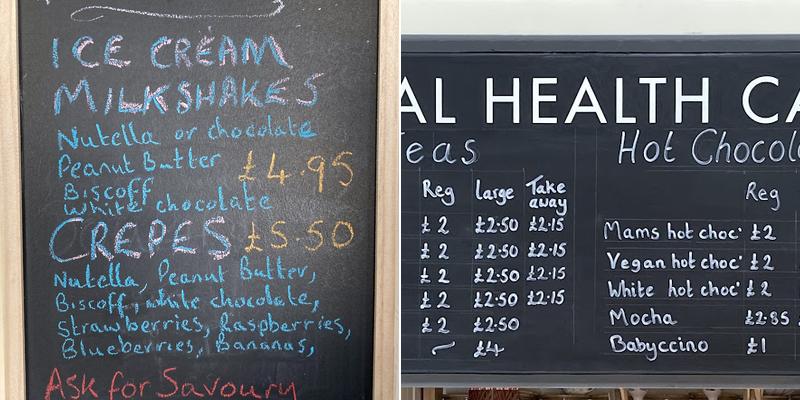 ICE CREAM
MILKSHAKES
Nutella or chocolate
Peanut Butter £4.95
Biscoff
white chocolate
CREPES £5.50
Nutella, Peanut Butter,
Biscoff, white chocolate,
Strawberries, Raspberries,
Blueberries, Bananas,
Ask for Savoury
AL HEALTH CA
Teas
Reg large Take away
£2 £2.50 £2.15
£2 £2.50 £2.15
£2 £2.50 £2.15
£2 £2.50 £2.15
£2 £2.50
~ £4
Hot Chocol
Reg
Mams hot choc' £2
Vegan hot choc' £2
White hot choc' £2
Mocha £2.85
Babyccino £1